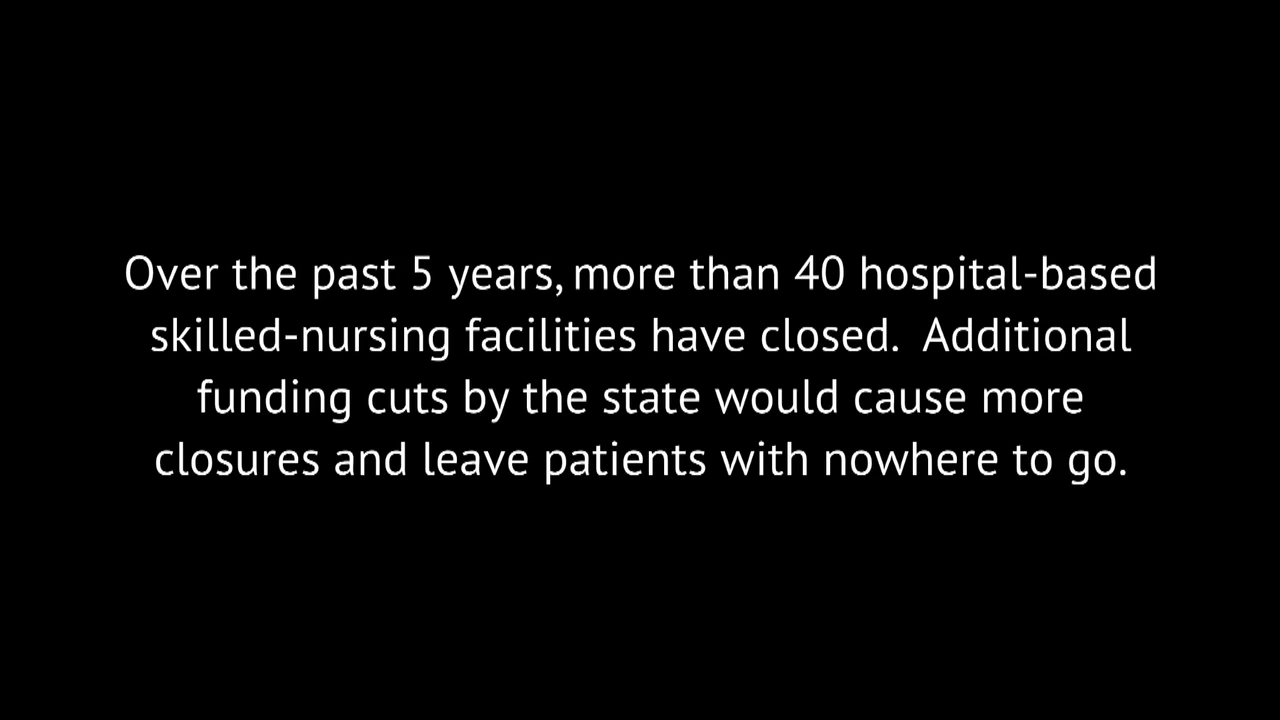 Over the past 5 years, more than 40 hospital-based
skilled-nursing facilities have closed.  Additional
funding cuts by the state would cause more
closures and leave patients with nowhere to go.